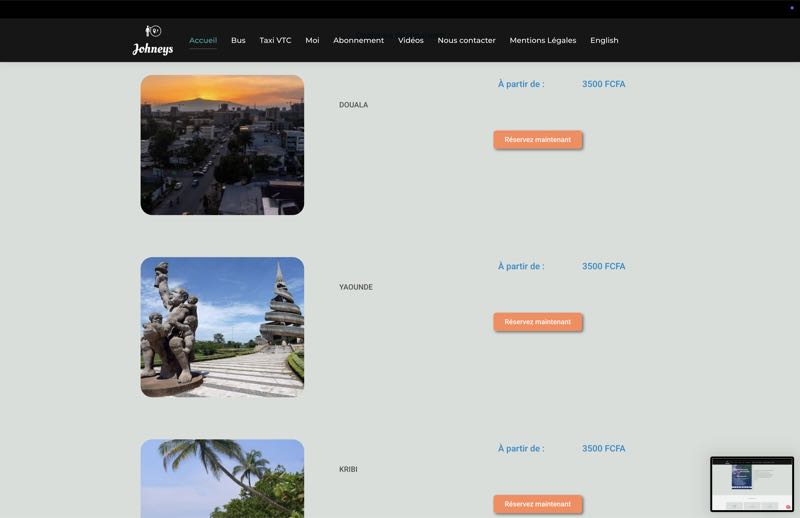 Johneys
Accueil Bus Taxi VTC Moi Abonnement Vidéos Nous contacter Mentions Légales English
À partir de : 3500 FCFA
DOUALA
Réservez maintenant
À partir de : 3500 FCFA
YAOUNDE
Réservez maintenant
À partir de : 3500 FCFA
KRIBI
Réservez maintenant